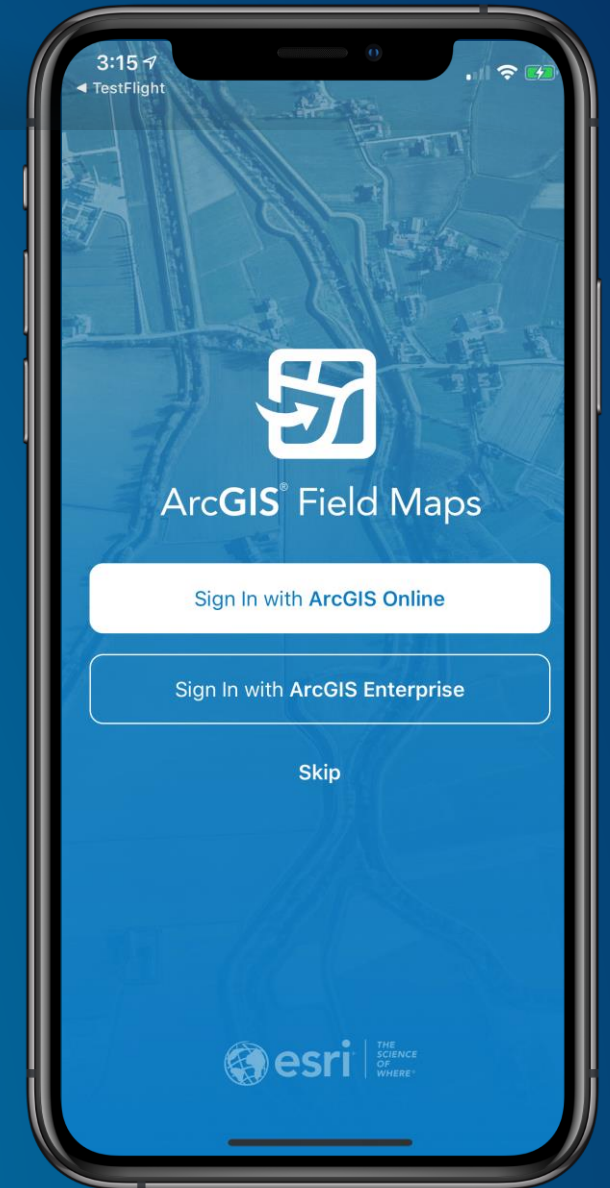 3:15
◀ TestFlight
ArcGIS® Field Maps
Sign In with ArcGIS Online
Sign In with ArcGIS Enterprise
Skip
esri
THE
SCIENCE
OF
WHERE™